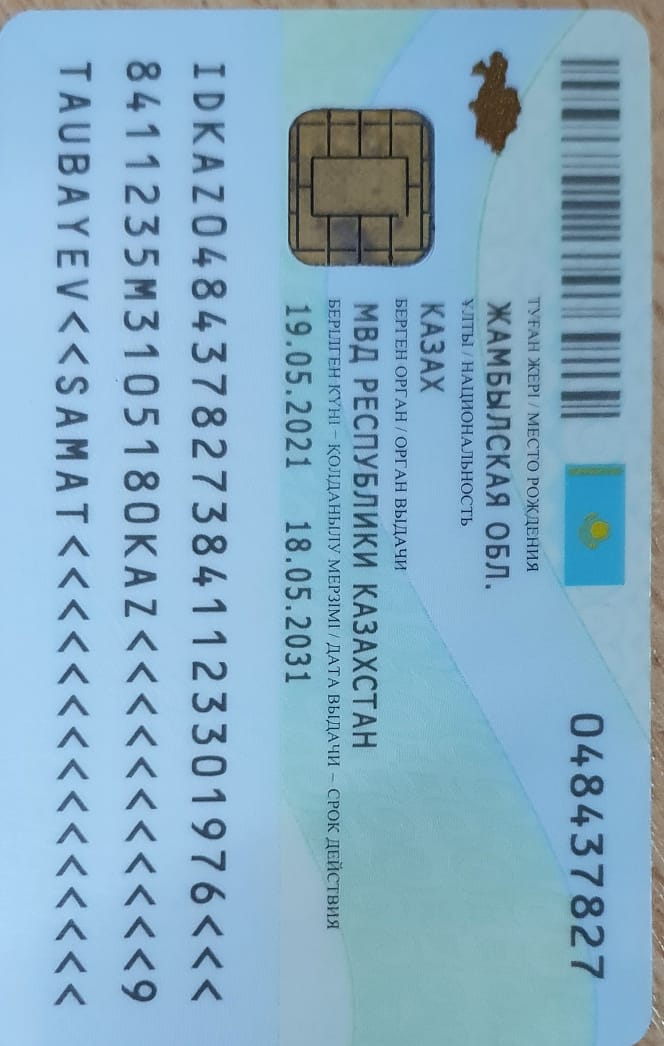 048437827
ТУҒАН ЖЕРІ / МЕСТО РОЖДЕНИЯ
ЖАМБЫЛСКАЯ ОБЛ.
ҰЛТЫ / НАЦИОНАЛЬНОСТЬ
КАЗАХ
БЕРГЕН ОРГАН / ОРГАН ВЫДАЧИ
МВД РЕСПУБЛИКИ КАЗАХСТАН
БЕРІЛГЕН КҮНІ – ҚОЛДАНЫЛУ МЕРЗІМІ / ДАТА ВЫДАЧИ – СРОК ДЕЙСТВИЯ
19.05.2021 18.05.2031
IDKAZ0484378273841123301976<<<
8411235M3105180KAZ<<<<<<<<<<<9
TAUBAYEV<<SAMAT<<<<<<<<<<<<<<<